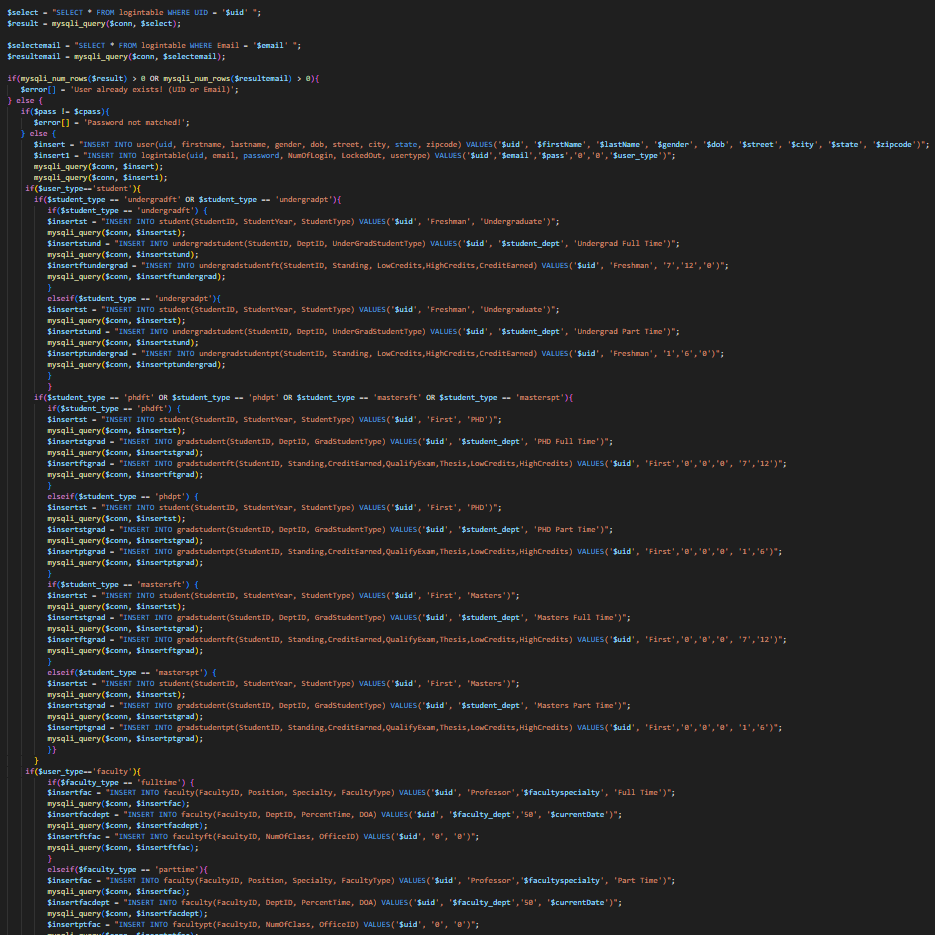 $select = "SELECT * FROM logintable WHERE UID = '$uid' ";
$result = mysqli_query($conn, $select);
$selectemail = "SELECT * FROM logintable WHERE Email = '$email' ";
$resultemail = mysqli_query($conn, $selectemail);
if(mysqli_num_rows($result) > 0 OR mysqli_num_rows($resultemail) > 0){
$error[] = 'User already exists! (UID or Email)';
} else {
if($pass != $cpass){
$error[] = 'Password not matched!';
} else {
$insert = "INSERT INTO user(uid, firstname, lastname, gender, dob, street, city, state, zipcode) VALUES('$uid', '$firstName', '$lastName', '$gender', '$dob', '$street', '$city', '$state', '$zipcode')";
$insert1 = "INSERT INTO logintable(uid, email, password, NumOfLogin, LockedOut, usertype) VALUES('$uid','$email','$pass','0','0','$user_type')";
mysqli_query($conn, $insert);
mysqli_query($conn, $insert1);
if($user_type=='student'){
if($student_type == 'undergradft' OR $student_type == 'undergradpt'){
if($student_type == 'undergradft') {
$insertst = "INSERT INTO student(StudentID, StudentYear, StudentType) VALUES('$uid', 'Freshman', 'Undergraduate')";
mysqli_query($conn, $insertst);
$insertstund = "INSERT INTO undergradstudent(StudentID, DeptID, UnderGradStudentType) VALUES('$uid', '$student_dept', 'Undergrad Full Time')";
mysqli_query($conn, $insertstund);
$insertftundergrad = "INSERT INTO undergradstudentft(StudentID, Standing, LowCredits,HighCredits,CreditEarned) VALUES('$uid', 'Freshman', '7','12','0')";
mysqli_query($conn, $insertftundergrad);
}
elseif($student_type == 'undergradpt'){
$insertst = "INSERT INTO student(StudentID, StudentYear, StudentType) VALUES('$uid', 'Freshman', 'Undergraduate')";
mysqli_query($conn, $insertst);
$insertstund = "INSERT INTO undergradstudent(StudentID, DeptID, UnderGradStudentType) VALUES('$uid', '$student_dept', 'Undergrad Part Time')";
mysqli_query($conn, $insertstund);
$insertptundergrad = "INSERT INTO undergradstudentpt(StudentID, Standing, LowCredits,HighCredits,CreditEarned) VALUES('$uid', 'Freshman', '1','6','0')";
mysqli_query($conn, $insertptundergrad);
}
}
if($student_type == 'phdft' OR $student_type == 'phdpt' OR $student_type == 'mastersft' OR $student_type == 'masterspt'){
if($student_type == 'phdft') {
$insertst = "INSERT INTO student(StudentID, StudentYear, StudentType) VALUES('$uid', 'First', 'PHD')";
mysqli_query($conn, $insertst);
$insertstgrad = "INSERT INTO gradstudent(StudentID, DeptID, GradStudentType) VALUES('$uid', '$student_dept', 'PHD Full Time')";
mysqli_query($conn, $insertstgrad);
$insertftgrad = "INSERT INTO gradstudentft(StudentID, Standing,CreditEarned,QualifyExam,Thesis,LowCredits,HighCredits) VALUES('$uid', 'First','0','0','0', '7','12')";
mysqli_query($conn, $insertftgrad);
}
elseif($student_type == 'phdpt') {
$insertst = "INSERT INTO student(StudentID, StudentYear, StudentType) VALUES('$uid', 'First', 'PHD')";
mysqli_query($conn, $insertst);
$insertstgrad = "INSERT INTO gradstudent(StudentID, DeptID, GradStudentType) VALUES('$uid', '$student_dept', 'PHD Part Time')";
mysqli_query($conn, $insertstgrad);
$insertptgrad = "INSERT INTO gradstudentpt(StudentID, Standing,CreditEarned,QualifyExam,Thesis,LowCredits,HighCredits) VALUES('$uid', 'First','0','0','0', '1','6')";
mysqli_query($conn, $insertptgrad);
}
if($student_type == 'mastersft') {
$insertst = "INSERT INTO student(StudentID, StudentYear, StudentType) VALUES('$uid', 'First', 'Masters')";
mysqli_query($conn, $insertst);
$insertstgrad = "INSERT INTO gradstudent(StudentID, DeptID, GradStudentType) VALUES('$uid', '$student_dept', 'Masters Full Time')";
mysqli_query($conn, $insertstgrad);
$insertftgrad = "INSERT INTO gradstudentft(StudentID, Standing,CreditEarned,QualifyExam,Thesis,LowCredits,HighCredits) VALUES('$uid', 'First','0','0','0', '7','12')";
mysqli_query($conn, $insertftgrad);
}
elseif($student_type == 'masterspt') {
$insertst = "INSERT INTO student(StudentID, StudentYear, StudentType) VALUES('$uid', 'First', 'Masters')";
mysqli_query($conn, $insertst);
$insertstgrad = "INSERT INTO gradstudent(StudentID, DeptID, GradStudentType) VALUES('$uid', '$student_dept', 'Masters Part Time')";
mysqli_query($conn, $insertstgrad);
$insertptgrad = "INSERT INTO gradstudentpt(StudentID, Standing,CreditEarned,QualifyExam,Thesis,LowCredits,HighCredits) VALUES('$uid', 'First','0','0','0', '1','6')";
mysqli_query($conn, $insertptgrad);
}}
}
if($user_type=='faculty'){
if($faculty_type == 'fulltime') {
$insertfac = "INSERT INTO faculty(FacultyID, Position, Specialty, FacultyType) VALUES('$uid', 'Professor','$facultyspecialty', 'Full Time')";
mysqli_query($conn, $insertfac);
$insertfacdept = "INSERT INTO faculty(FacultyID, DeptID, PercentTime, DOA) VALUES('$uid', '$faculty_dept','50', '$currentDate')";
mysqli_query($conn, $insertfacdept);
$insertftfac = "INSERT INTO facultyft(FacultyID, NumOfClass, OfficeID) VALUES('$uid', '0', '0')";
mysqli_query($conn, $insertftfac);
}
elseif($faculty_type == 'parttime'){
$insertfac = "INSERT INTO faculty(FacultyID, Position, Specialty, FacultyType) VALUES('$uid', 'Professor','$facultyspecialty', 'Part Time')";
mysqli_query($conn, $insertfac);
$insertfacdept = "INSERT INTO faculty(FacultyID, DeptID, PercentTime, DOA) VALUES('$uid', '$faculty_dept','50', '$currentDate')";
mysqli_query($conn, $insertfacdept);
$insertptfac = "INSERT INTO facultypt(FacultyID, NumOfClass, OfficeID) VALUES('$uid', '0', '0')";